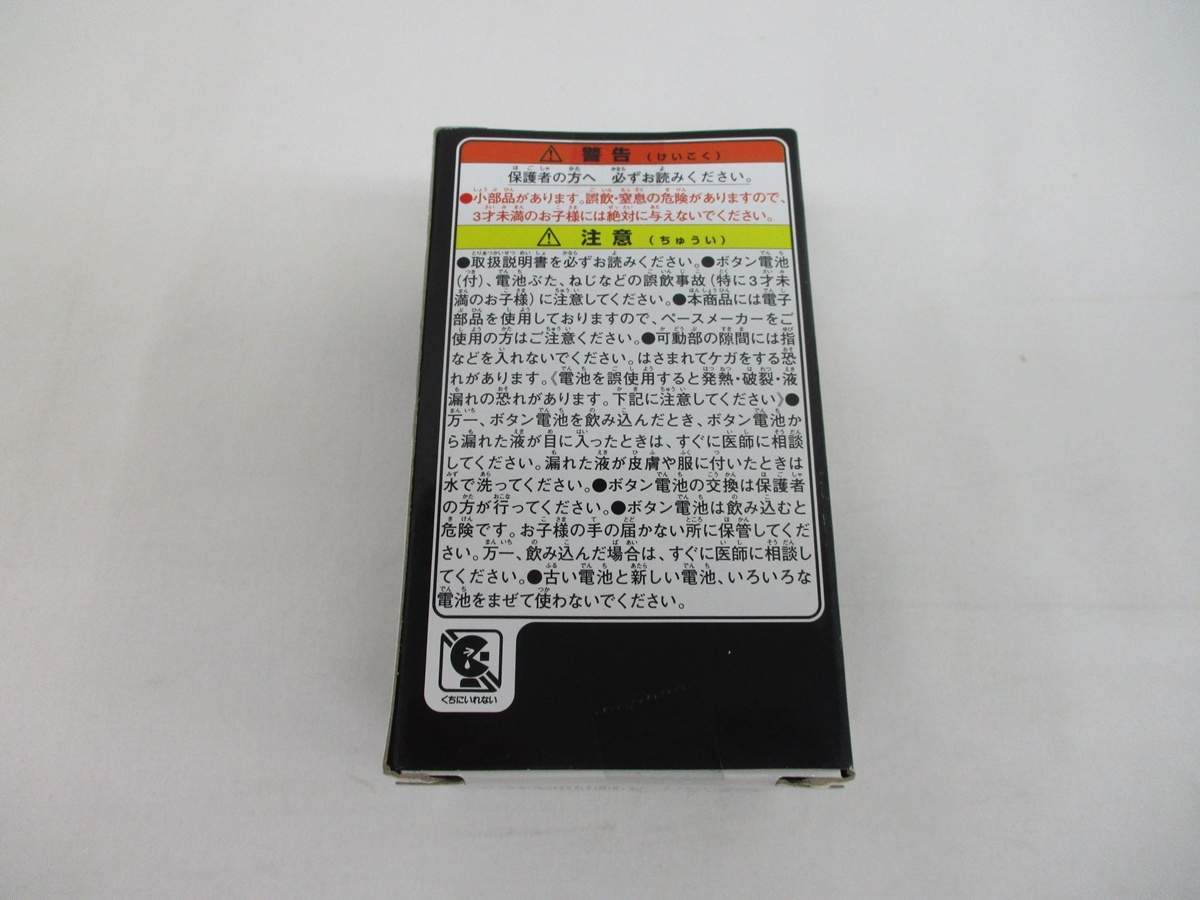 ⚠ 警告（けいこく）
保護者の方へ 必ずお読みください。
●小部品があります。誤飲・窒息の危険がありますので、
3才未満のお子様には絶対に与えないでください。
⚠ 注意（ちゅうい）
●取扱説明書を必ずお読みください。●ボタン電池
（付）、電池ぶた、ねじなどの誤飲事故（特に3才未
満のお子様）に注意してください。●本商品には電子
部品を使用しておりますので、ペースメーカーをご
使用の方はご注意ください。●可動部の隙間には指
などを入れないでください。はさまれてケガをする恐
れがあります。《電池を誤使用すると発熱・破裂・液
漏れの恐れがあります。下記に注意してください》●
万一、ボタン電池を飲み込んだとき、ボタン電池か
ら漏れた液が目に入ったときは、すぐに医師に相談
してください。漏れた液が皮膚や服に付いたときは
水で洗ってください。●ボタン電池の交換は保護者
の方が行ってください。●ボタン電池は飲み込むと
危険です。お子様の手の届かない所に保管してくだ
さい。万一、飲み込んだ場合は、すぐに医師に相談し
てください。●古い電池と新しい電池、いろいろな
電池をまぜて使わないでください。
くちにいれない